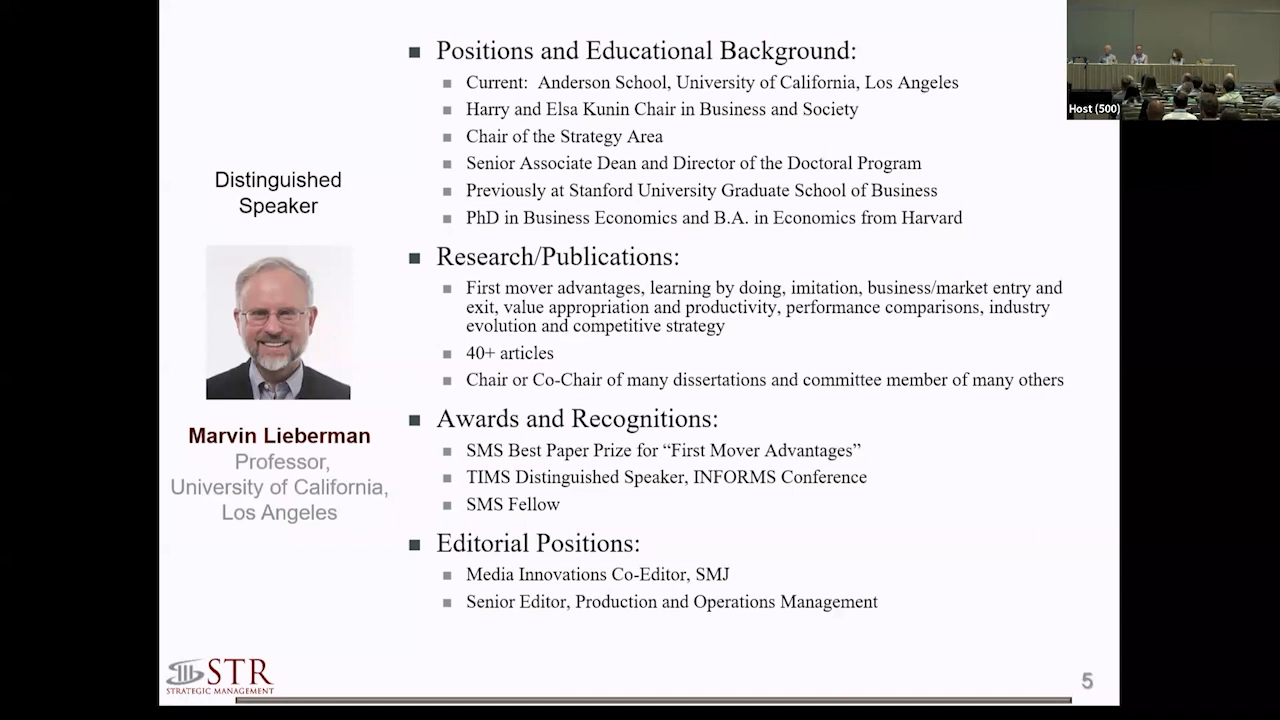 Distinguished
Speaker
Marvin Lieberman
Professor,
University of California,
Los Angeles
Positions and Educational Background:
Current: Anderson School, University of California, Los Angeles
Harry and Elsa Kunin Chair in Business and Society
Chair of the Strategy Area
Senior Associate Dean and Director of the Doctoral Program
Previously at Stanford University Graduate School of Business
PhD in Business Economics and B.A. in Economics from Harvard
Research/Publications:
First mover advantages, learning by doing, imitation, business/market entry and
exit, value appropriation and productivity, performance comparisons, industry
evolution and competitive strategy
40+ articles
Chair or Co-Chair of many dissertations and committee member of many others
Awards and Recognitions:
SMS Best Paper Prize for “First Mover Advantages”
TIMS Distinguished Speaker, INFORMS Conference
SMS Fellow
Editorial Positions:
Media Innovations Co-Editor, SMJ
Senior Editor, Production and Operations Management
STR
STRATEGIC MANAGEMENT
5
Host (500)